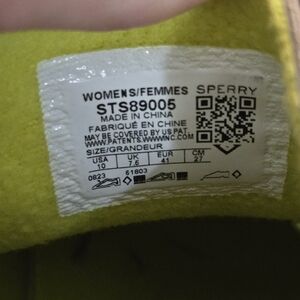 WOMENS/FEMMES SPERRY
STS89005
MADE IN CHINA
FABRIQUÉ EN CHINE
MAY BE COVERED BY US PAT.
WWW.PATENTS.WWWINC.COM
SIZE/GRANDEUR
USA UK EUR CM
10 7.5 41 27
0823 61803